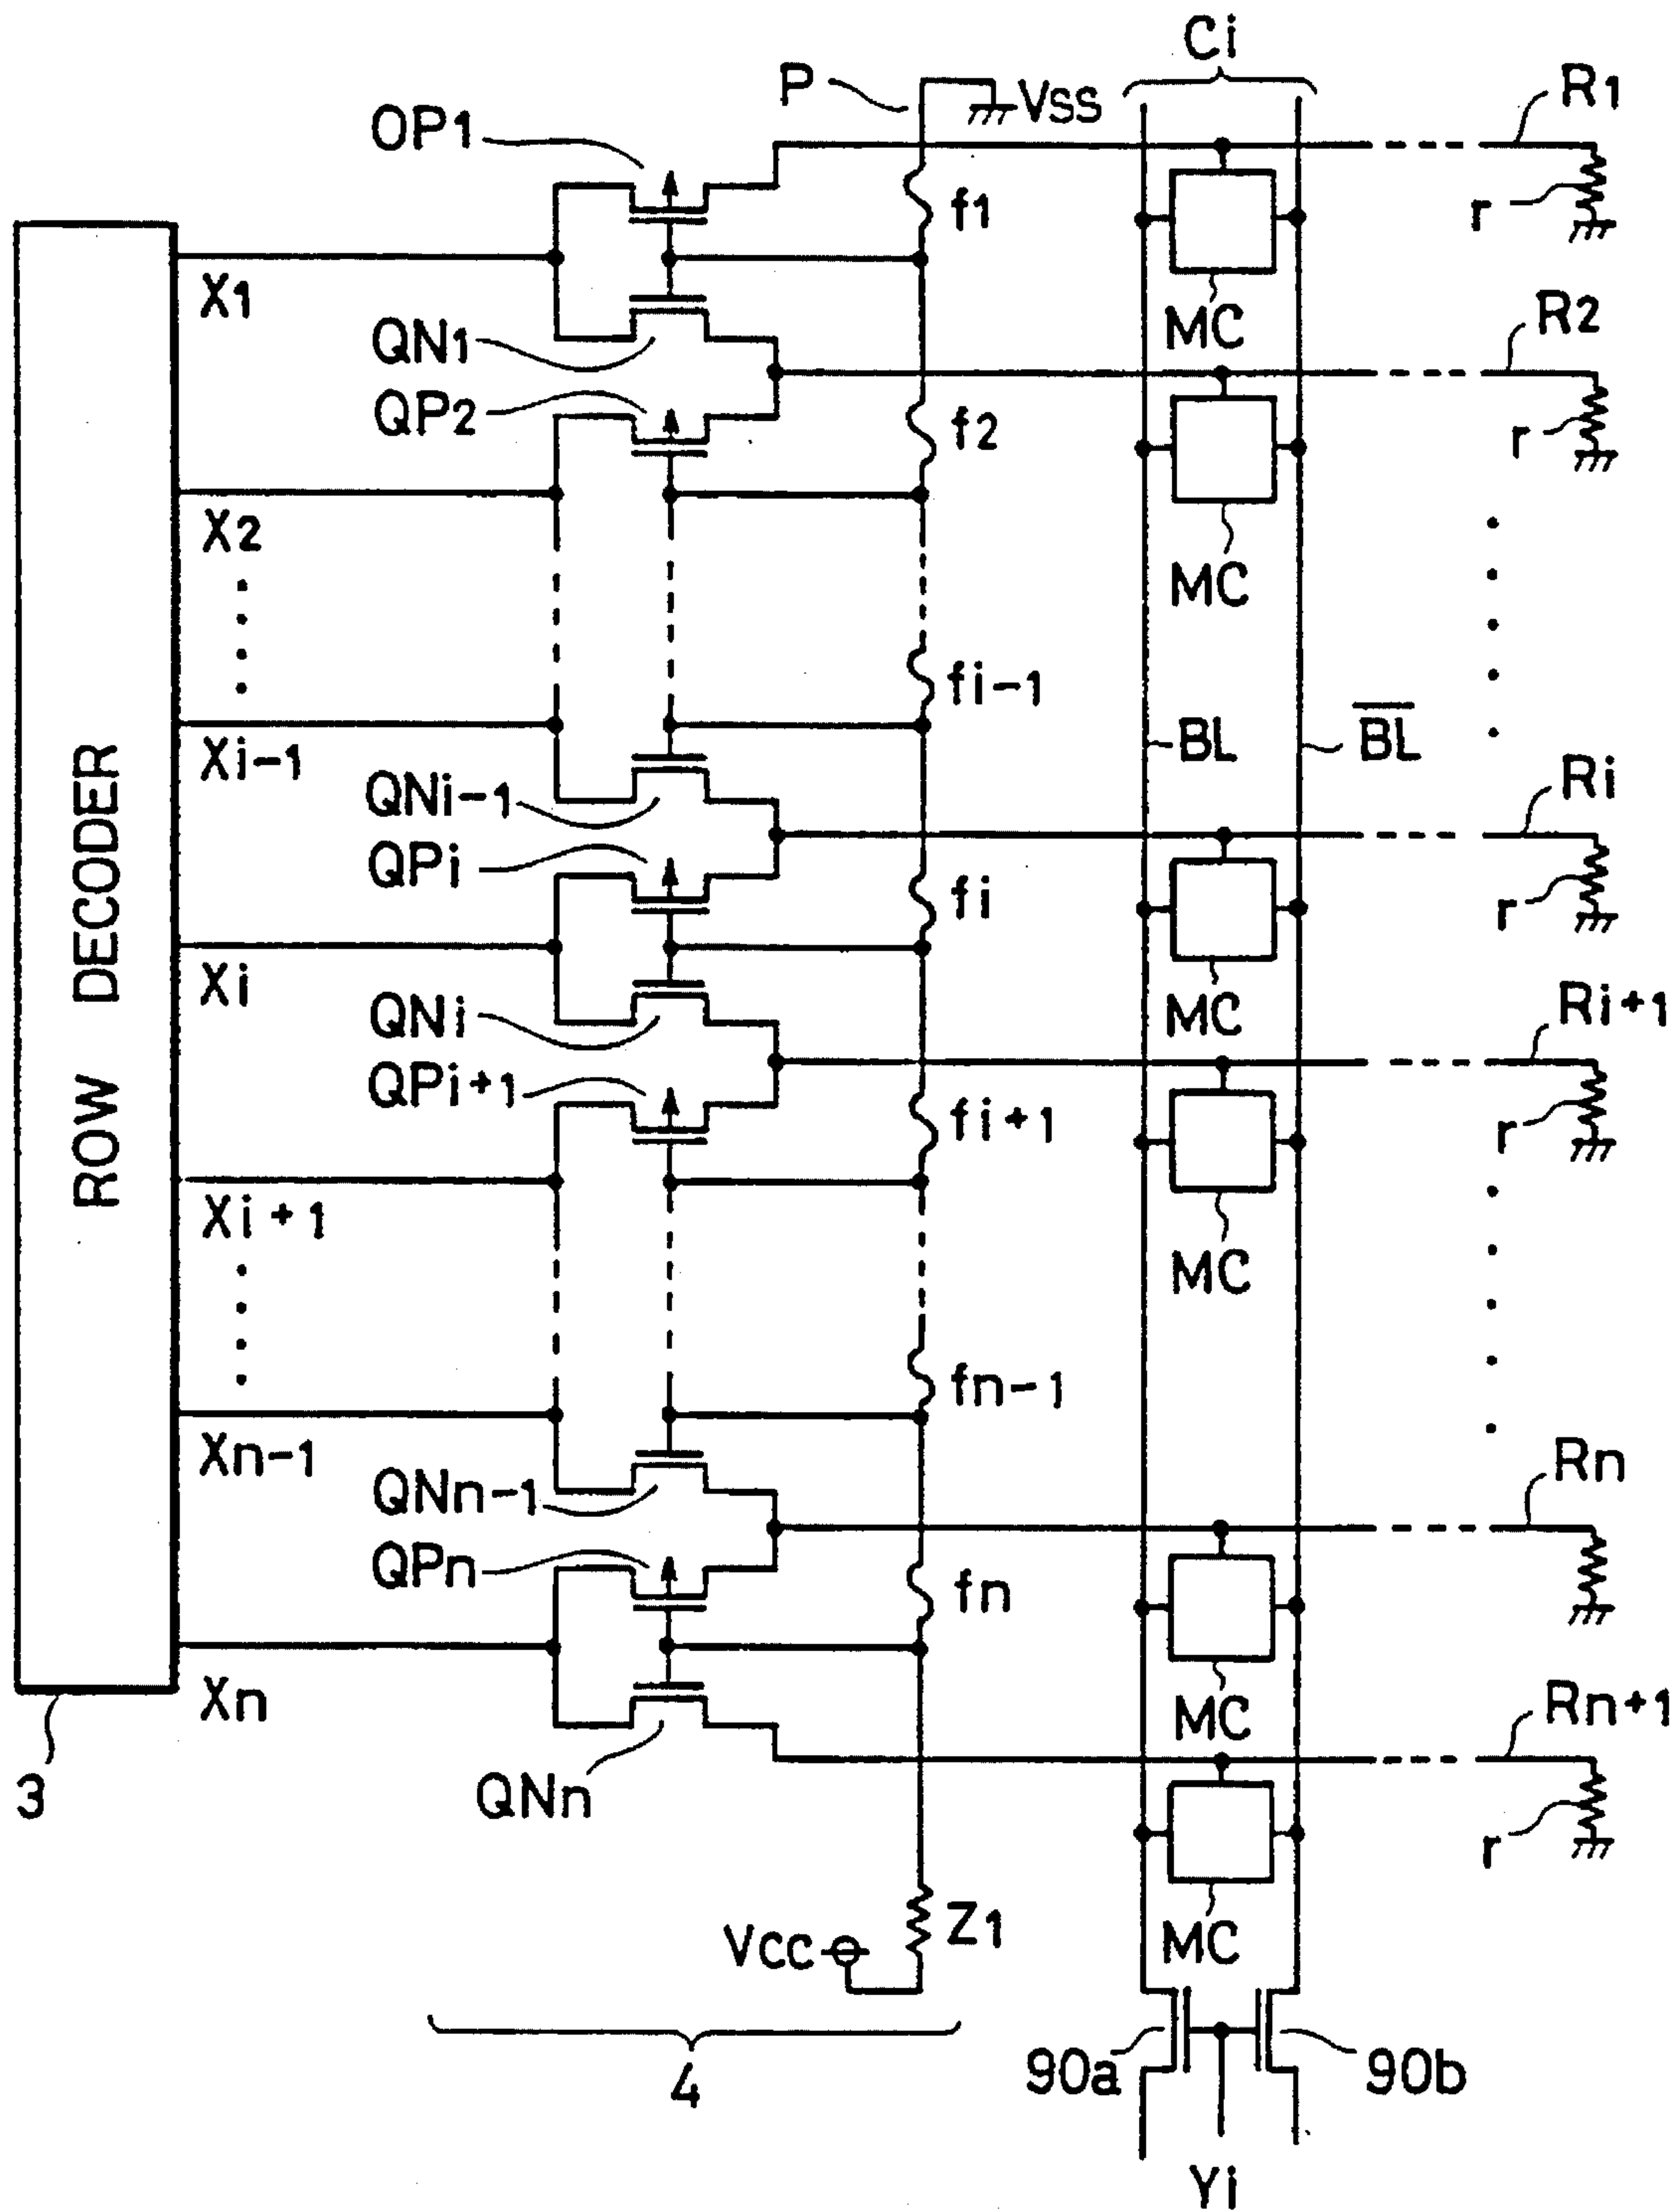 Ci
P
VSS
R1
OP1
f1
r
X1
MC
R2
QN1
QP2
f2
r
X2
MC
fi-1
Xi-1
BL
BL
Ri
QNi-1
QPi
fi
r
Xi
MC
Ri+1
QNi
QPi+1
fi+1
r
Xi+1
MC
ROW DECODER
fn-1
Xn-1
Rn
QNn-1
QPn
fn
Xn
MC
Rn+1
3
QNn
r
Z1
VCC
MC
4
90a
90b
Yi